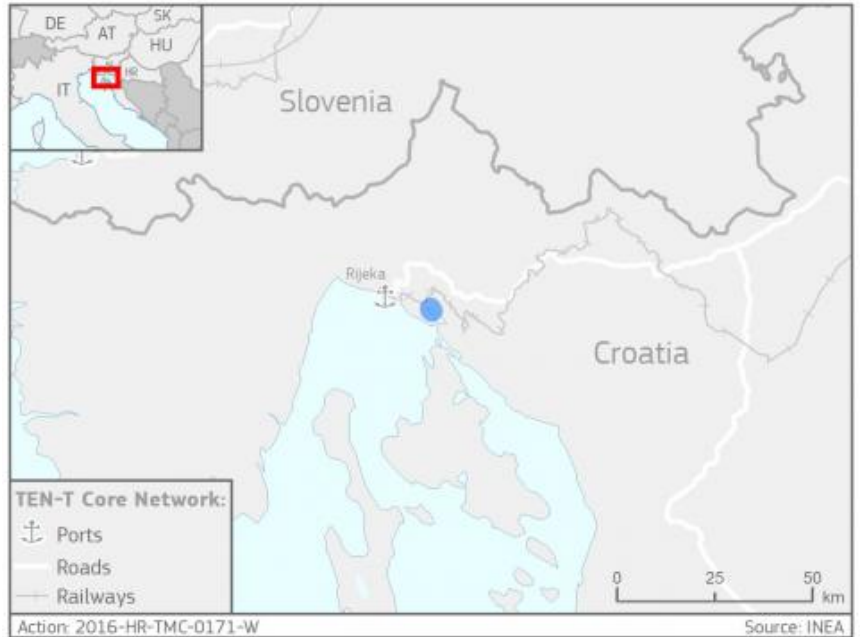 DE
SK
AT
HU
HR
IT
Slovenia
Rijeka
Croatia
TEN-T Core Network:
Ports
Roads
Railways
0 25 50
km
Action: 2016-HR-TMC-0171-W
Source: INEA